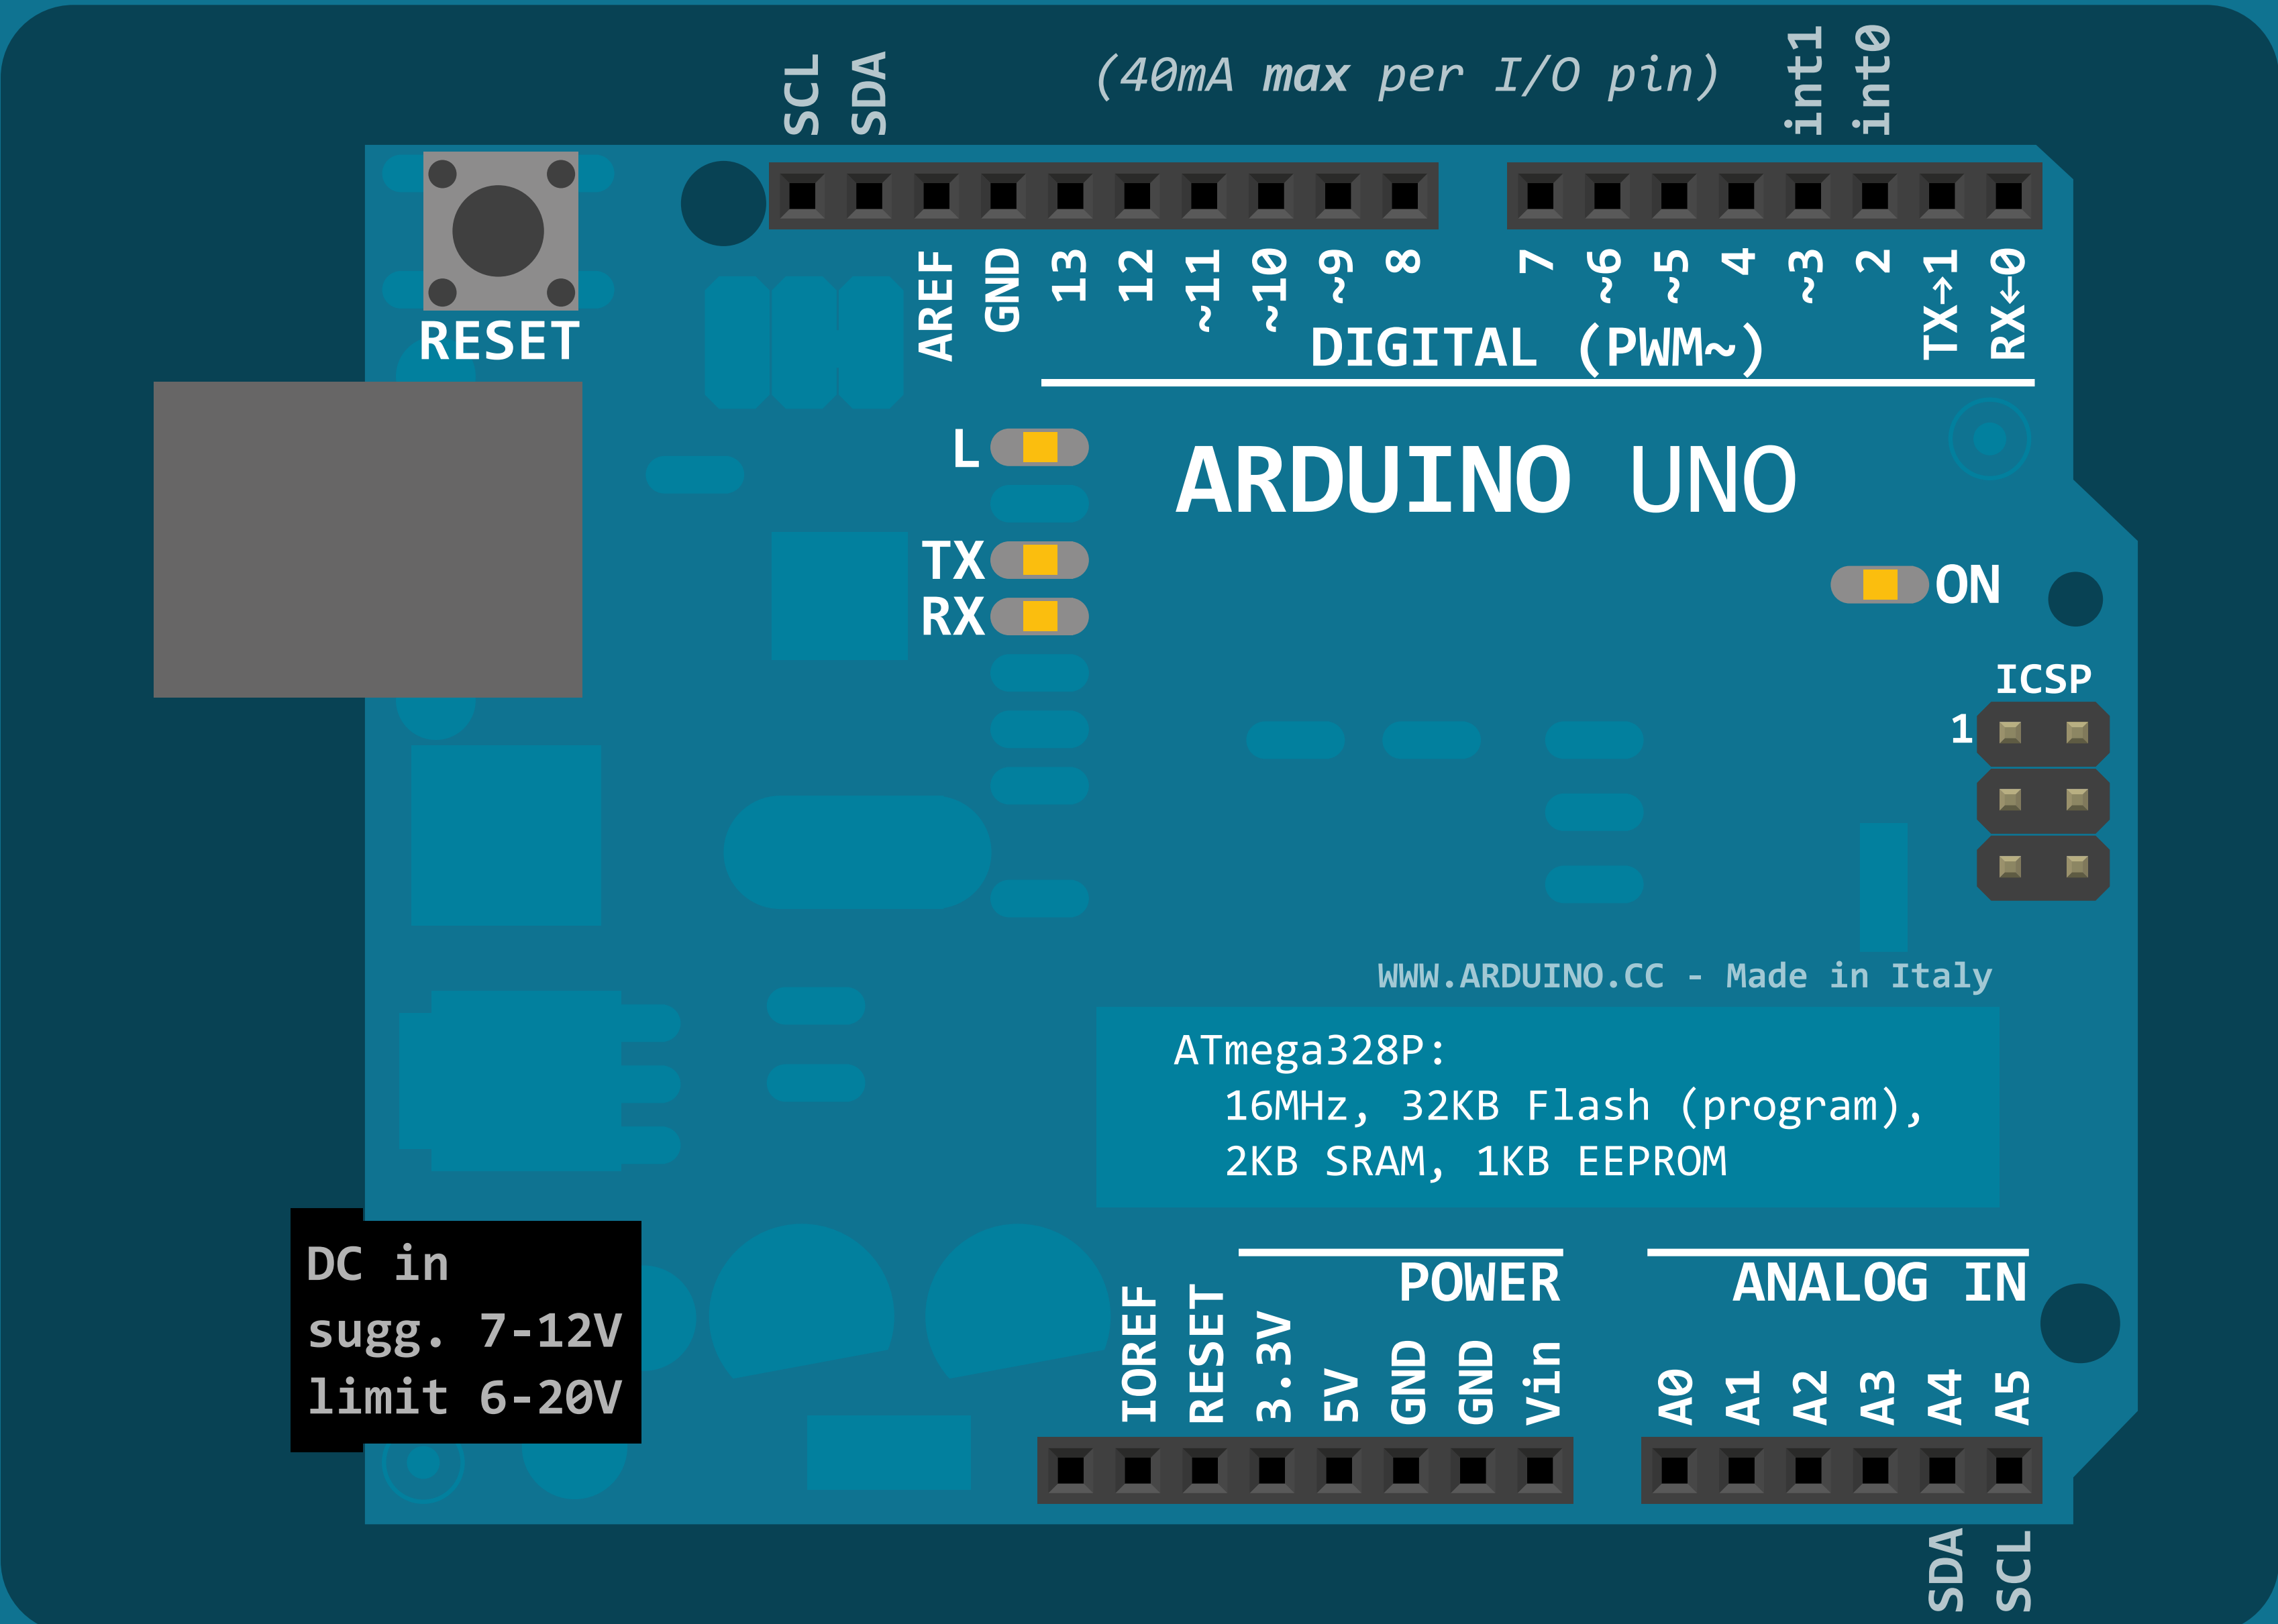 SCL
SDA
(40mA max per I/O pin)
int1
int0
AREF
GND
13
12
~11
~10
~9
8
7
~6
~5
4
~3
2
TX→1
RX←0
RESET
DIGITAL (PWM~)
L
ARDUINO UNO
TX
RX
ON
ICSP
1
WWW.ARDUINO.CC - Made in Italy
ATmega328P:
16MHz, 32KB Flash (program),
2KB SRAM, 1KB EEPROM
DC in
sugg. 7-12V
limit 6-20V
POWER
ANALOG IN
IOREF
RESET
3.3V
5V
GND
GND
Vin
A0
A1
A2
A3
A4
A5
SDA
SCL